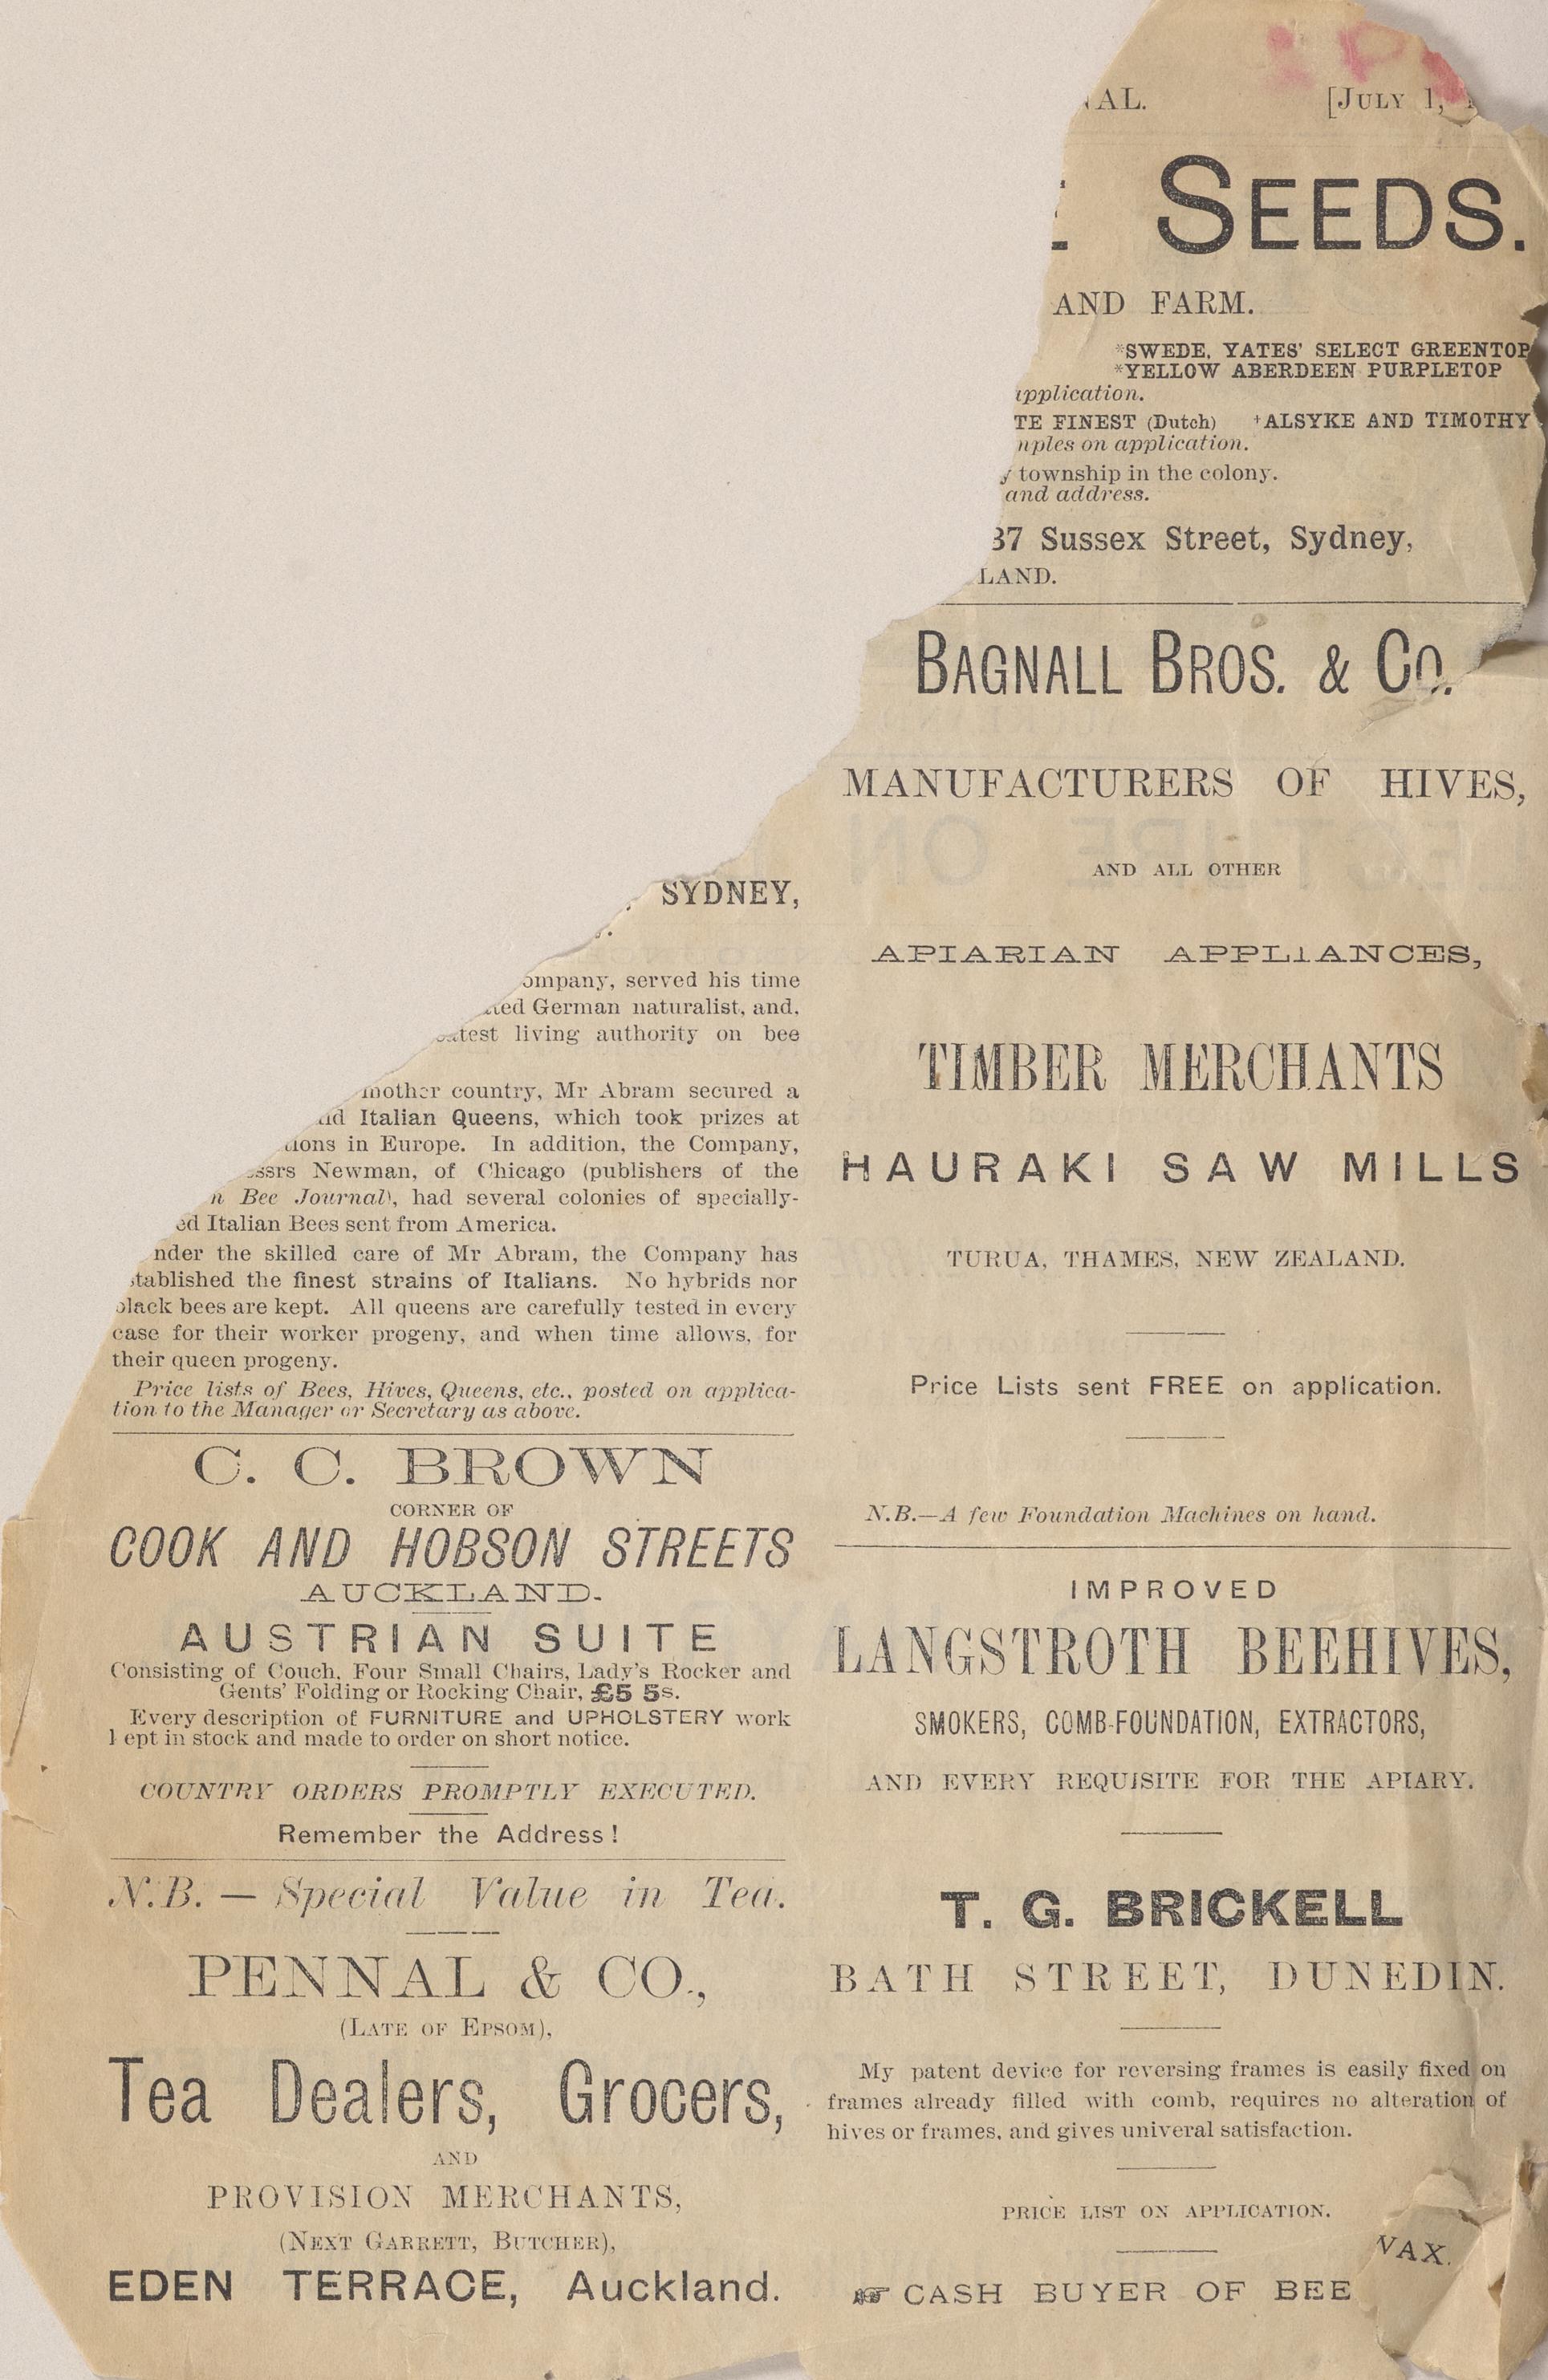 [JULY 1,
SEEDS.
AND FARM.
*SWEDE, YATES' SELECT GREENTOP
*YELLOW ABERDEEN PURPLETOP
application.
FINEST (Dutch) †ALSYKE AND TIMOTHY
on application.
township in the colony.
and address.
Sussex Street, Sydney,
BAGNALL BROS. & CO.
MANUFACTURERS OF HIVES,
AND ALL OTHER
APIARIAN APPLIANCES,
TIMBER MERCHANTS
HAURAKI SAW MILLS
TURUA, THAMES, NEW ZEALAND.
Price Lists sent FREE on application.
N.B.—A few Foundation Machines on hand.
IMPROVED
LANGSTROTH BEEHIVES,
SMOKERS, COMB-FOUNDATION, EXTRACTORS,
AND EVERY REQUISITE FOR THE APIARY.
T. G. BRICKELL
BATH STREET, DUNEDIN.
My patent device for reversing frames is easily fixed on
frames already filled with comb, requires no alteration of
hives or frames, and gives univeral satisfaction.
PRICE LIST ON APPLICATION.
☞ CASH BUYER OF BEE
WAX.
SYDNEY,
ompany, served his time
ted German naturalist, and,
atest living authority on bee
mother country, Mr Abram secured a
nd Italian Queens, which took prizes at
tions in Europe. In addition, the Company,
essrs Newman, of Chicago (publishers of the
n Bee Journal), had several colonies of specially-
ed Italian Bees sent from America.
nder the skilled care of Mr Abram, the Company has
stablished the finest strains of Italians. No hybrids nor
black bees are kept. All queens are carefully tested in every
case for their worker progeny, and when time allows, for
their queen progeny.
Price lists of Bees, Hives, Queens, etc., posted on applica-
tion to the Manager or Secretary as above.
C. C. BROWN
CORNER OF
COOK AND HOBSON STREETS
AUCKLAND.
AUSTRIAN SUITE
Consisting of Couch, Four Small Chairs, Lady's Rocker and
Gents' Folding or Rocking Chair, £5 5s.
Every description of FURNITURE and UPHOLSTERY work
kept in stock and made to order on short notice.
COUNTRY ORDERS PROMPTLY EXECUTED.
Remember the Address!
N.B. — Special Value in Tea.
PENNAL & CO.,
(LATE OF EPSOM),
Tea Dealers, Grocers,
AND
PROVISION MERCHANTS,
(NEXT GARRETT, BUTCHER),
EDEN TERRACE, Auckland.